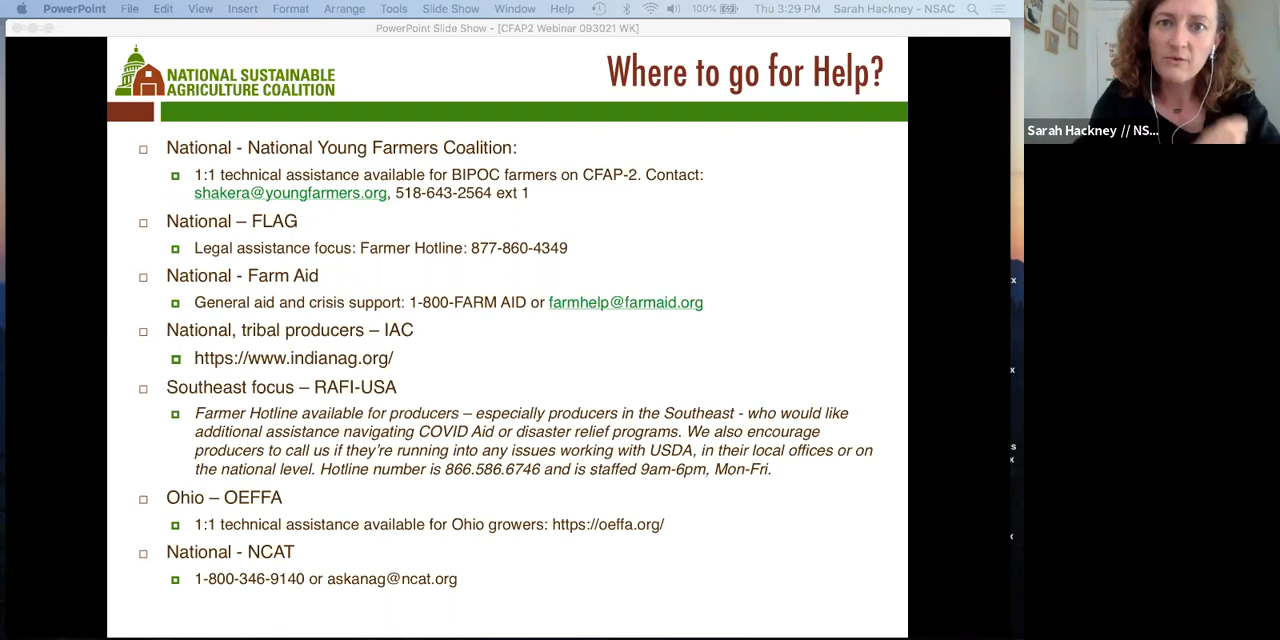 PowerPoint File Edit View Insert Format Arrange Tools Slide Show Window Help 100% Thu 3:29 PM Sarah Hackney - NSAC
PowerPoint Slide Show - [CFAP2 Webinar 093021 WK]
NATIONAL SUSTAINABLE
AGRICULTURE COALITION
Where to go for Help?
Sarah Hackney // NS...
National - National Young Farmers Coalition:
1:1 technical assistance available for BIPOC farmers on CFAP-2. Contact:
shakera@youngfarmers.org, 518-643-2564 ext 1
National – FLAG
Legal assistance focus: Farmer Hotline: 877-860-4349
National - Farm Aid
General aid and crisis support: 1-800-FARM AID or farmhelp@farmaid.org
National, tribal producers – IAC
https://www.indianag.org/
Southeast focus – RAFI-USA
Farmer Hotline available for producers – especially producers in the Southeast - who would like
additional assistance navigating COVID Aid or disaster relief programs. We also encourage
producers to call us if they're running into any issues working with USDA, in their local offices or on
the national level. Hotline number is 866.586.6746 and is staffed 9am-6pm, Mon-Fri.
Ohio – OEFFA
1:1 technical assistance available for Ohio growers: https://oeffa.org/
National - NCAT
1-800-346-9140 or askanag@ncat.org